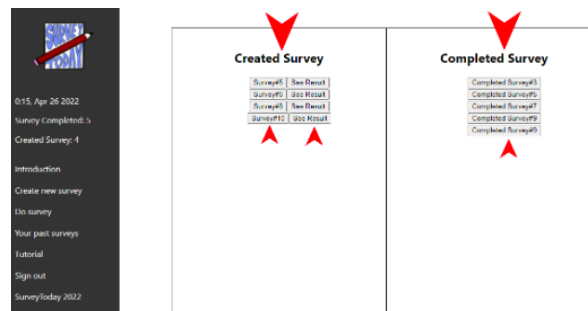 SURVEY
TODAY
0:15, Apr 26 2022
Survey Completed: 5
Created Survey: 4
Introduction
Create new survey
Do survey
Your past surveys
Tutorial
Sign out
SurveyToday 2022
Created Survey
Survey#5 See Result
Survey#6 See Result
Survey#8 See Result
Survey#10 See Result
Completed Survey
Completed Survey#3
Completed Survey#5
Completed Survey#7
Completed Survey#9
Completed Survey#9